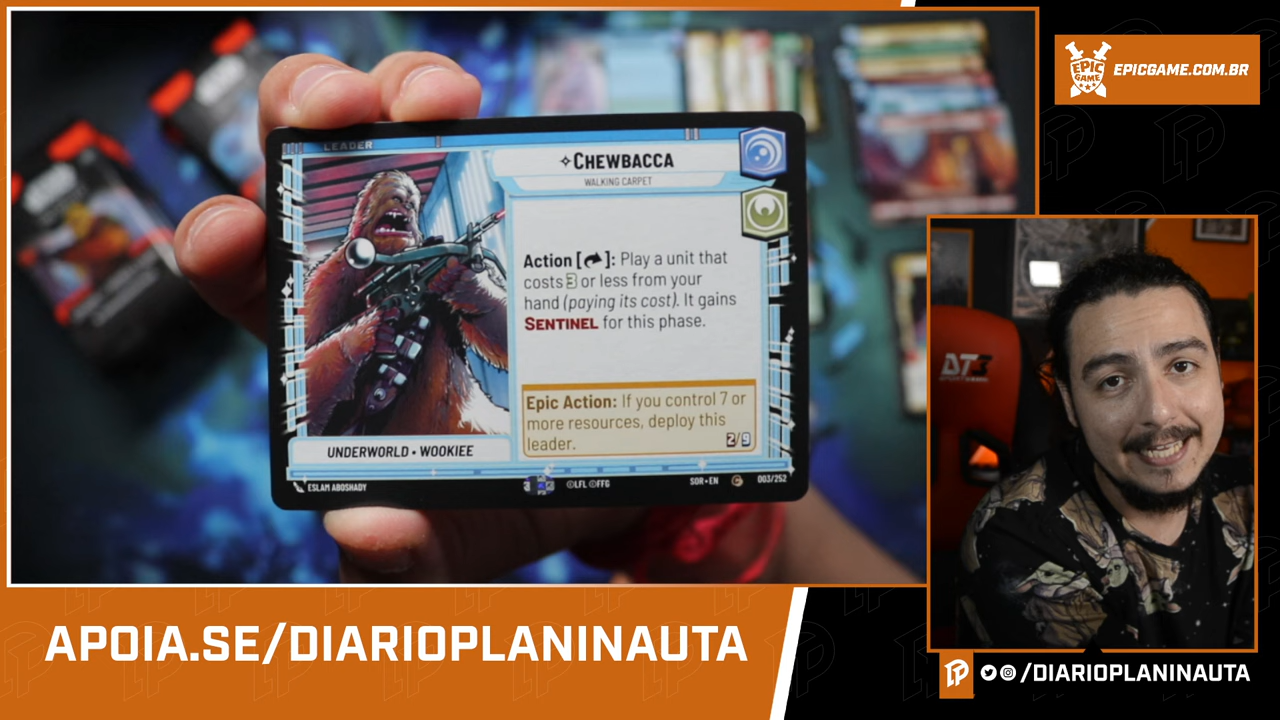 LEADER
CHEWBACCA
WALKING CARPET
Action [ ]: Play a unit that
costs 3 or less from your
hand (paying its cost). It gains
SENTINEL for this phase.
Epic Action: If you control 7 or
more resources, deploy this
leader.
2/9
UNDERWORLD • WOOKIEE
ESLAM ABOSHADY
©LFL ©FFG
SOR•EN
C
003/252
EPIC
GAME
EPICGAME.COM.BR
DT3
APOIA.SE/DIARIOPLANINAUTA
/DIARIOPLANINAUTA